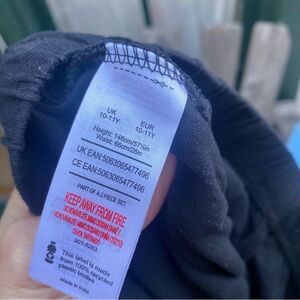 UK EUR
10-11Y 10-11Y
Height: 146cm/57½in
Waist: 66cm/26in
UK EAN:5063065477496
CE EAN:5063065477496
PART OF A 2 PIECE SET
KEEP AWAY FROM FIRE
901-8263
This label is made
from 100% recycled
plastic bottles
Made in India